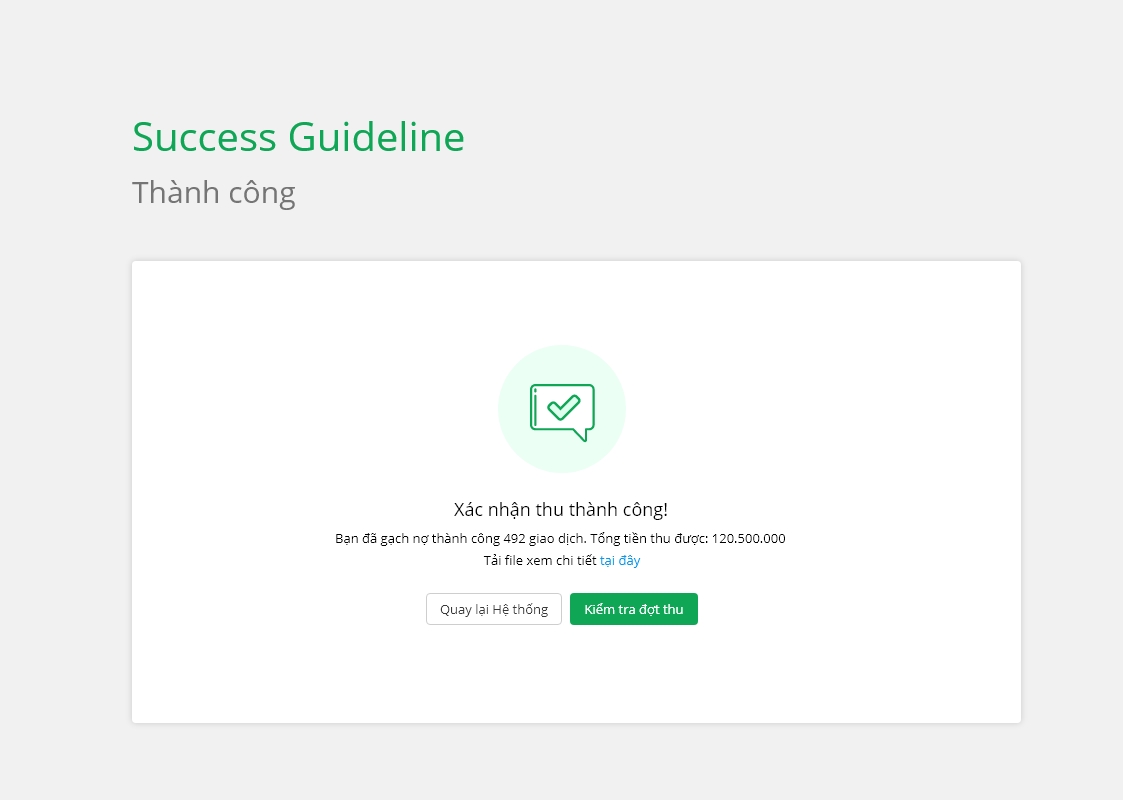 Success Guideline
Thành công
Xác nhận thu thành công!
Bạn đã gạch nợ thành công 492 giao dịch. Tổng tiền thu được: 120.500.000
Tải file xem chi tiết tại đây
Quay lại Hệ thống
Kiểm tra đợt thu